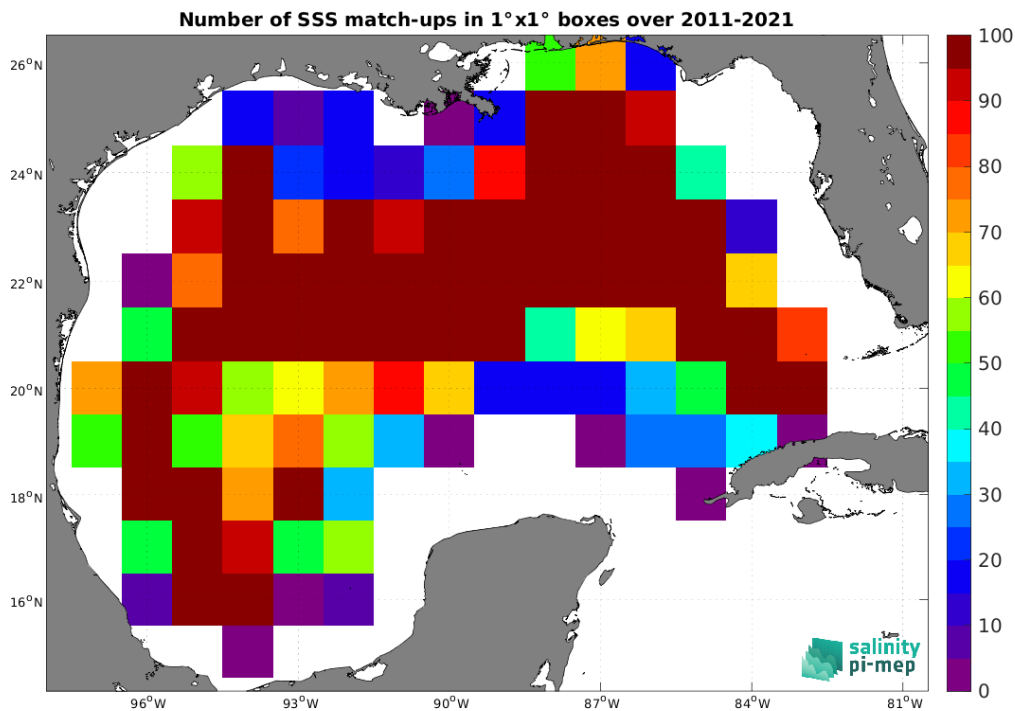 Number of SSS match-ups in 1°x1° boxes over 2011-2021
26°N
24°N
22°N
20°N
18°N
16°N
96°W
93°W
90°W
87°W
84°W
81°W
100
90
80
70
60
50
40
30
20
10
0
salinity
pi-mep